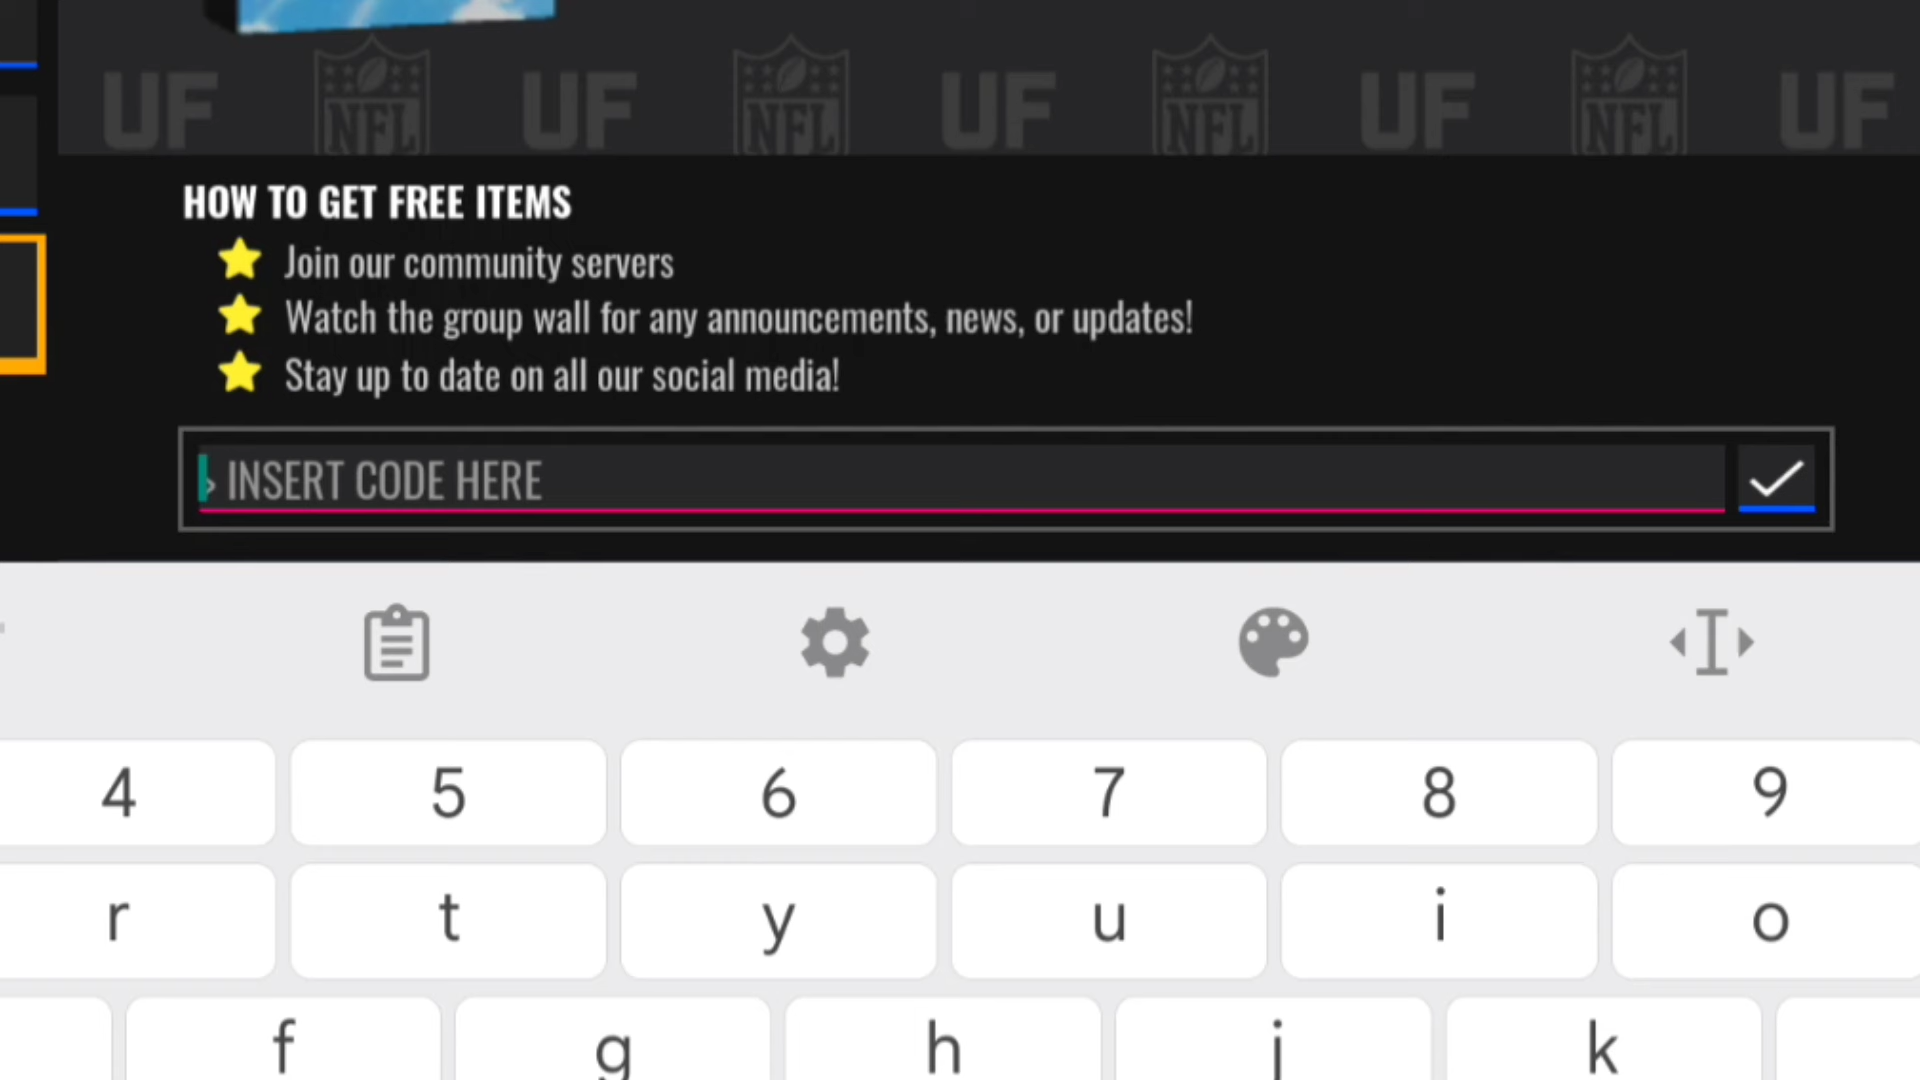 UF NFL UF NFL UF NFL UF NFL UF
HOW TO GET FREE ITEMS
Join our community servers
Watch the group wall for any announcements, news, or updates!
Stay up to date on all our social media!
› INSERT CODE HERE
4 5 6 7 8 9
r t y u i o
f g h j k